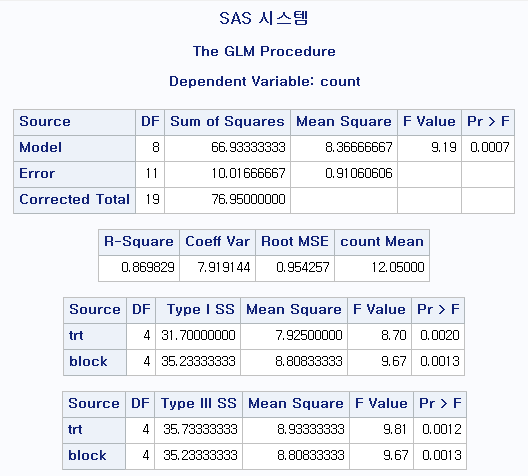 SAS 시스템
The GLM Procedure
Dependent Variable: count
Source DF Sum of Squares Mean Square F Value Pr > F
Model 8 66.93333333 8.36666667 9.19 0.0007
Error 11 10.01666667 0.91060606
Corrected Total 19 76.95000000
R-Square Coeff Var Root MSE count Mean
0.869829 7.919144 0.954257 12.05000
Source DF Type I SS Mean Square F Value Pr > F
trt 4 31.70000000 7.92500000 8.70 0.0020
block 4 35.23333333 8.80833333 9.67 0.0013
Source DF Type III SS Mean Square F Value Pr > F
trt 4 35.73333333 8.93333333 9.81 0.0012
block 4 35.23333333 8.80833333 9.67 0.0013